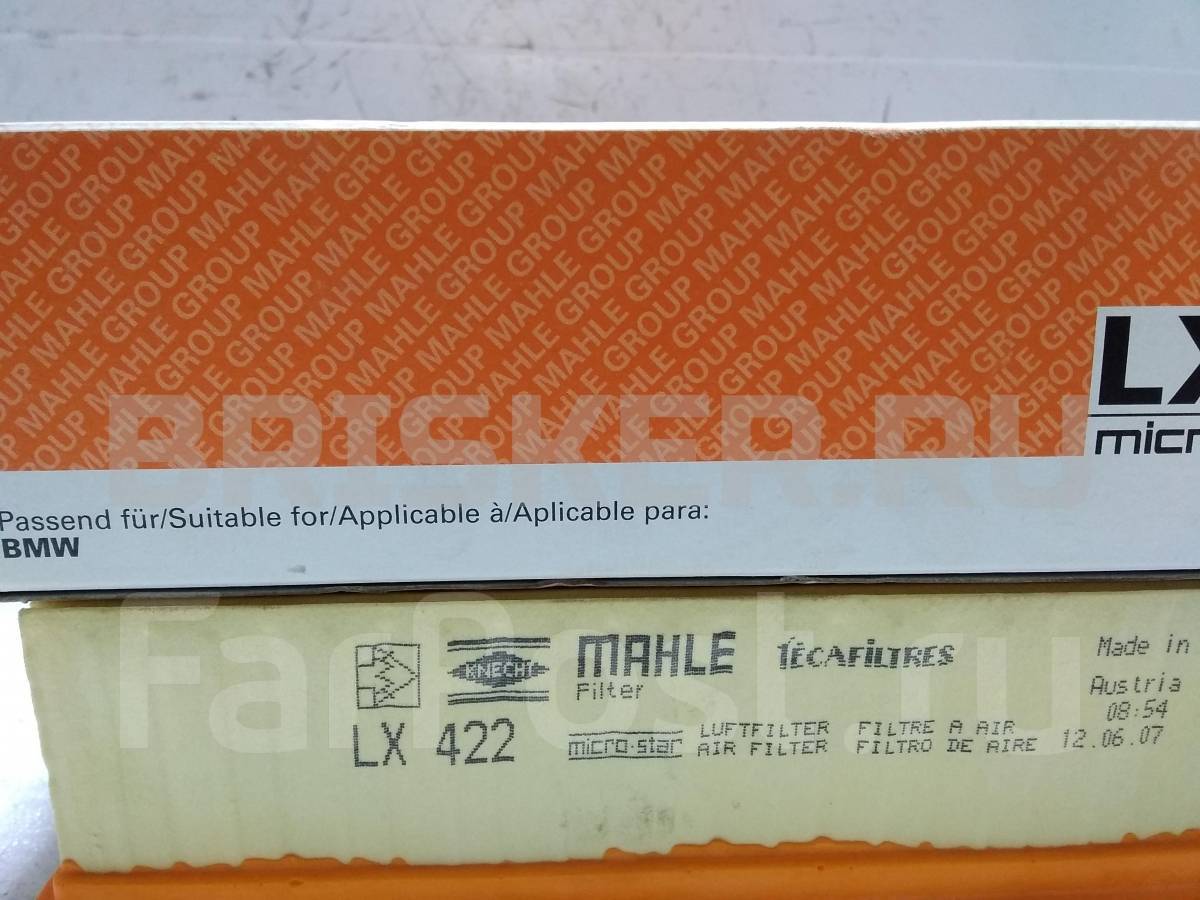 MAHLE GROUP MAHLE GROUP MAHLE GROUP
LX
micr
BRISKER.RU
Passend für/Suitable for/Applicable à/Aplicable para:
BMW
FarPost.ru
KNECHT
MAHLE
Filter
TECAFILTRES
Made in
Austria
08:54
12.06.07
LX 422
micro·star
LUFTFILTER FILTRE A AIR
AIR FILTER FILTRO DE AIRE